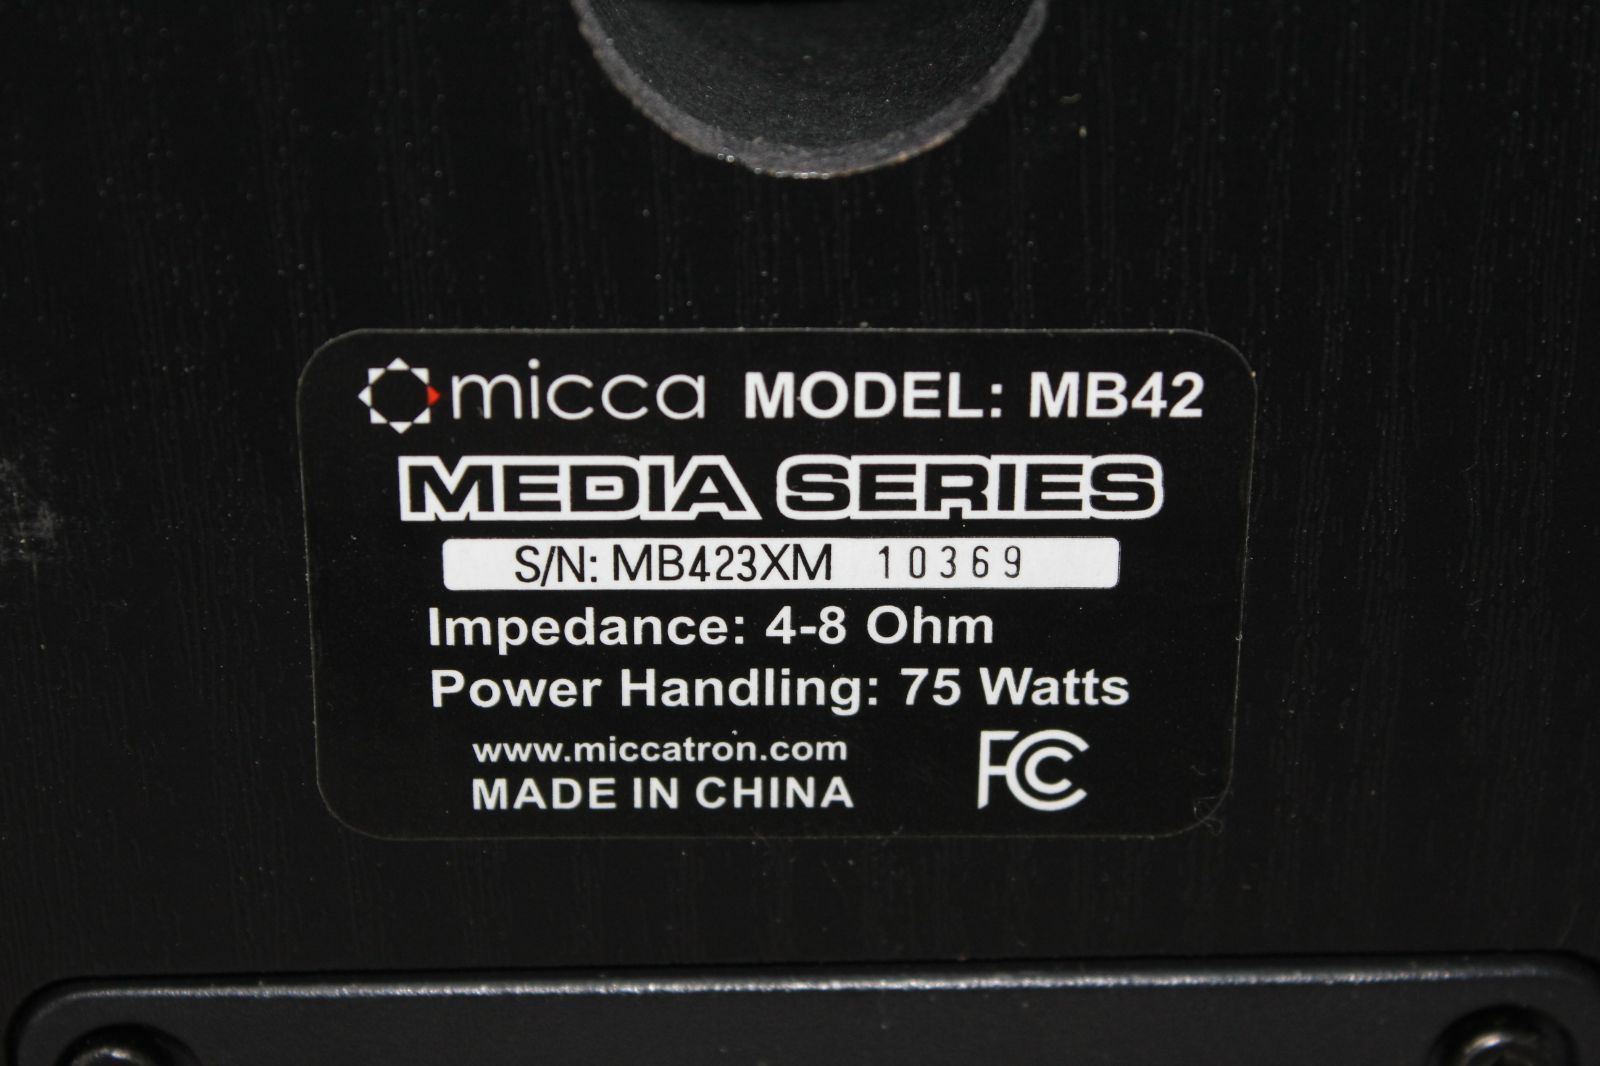 micca MODEL: MB42
MEDIA SERIES
S/N: MB423XM 10369
Impedance: 4-8 Ohm
Power Handling: 75 Watts
www.miccatron.com
MADE IN CHINA
FC